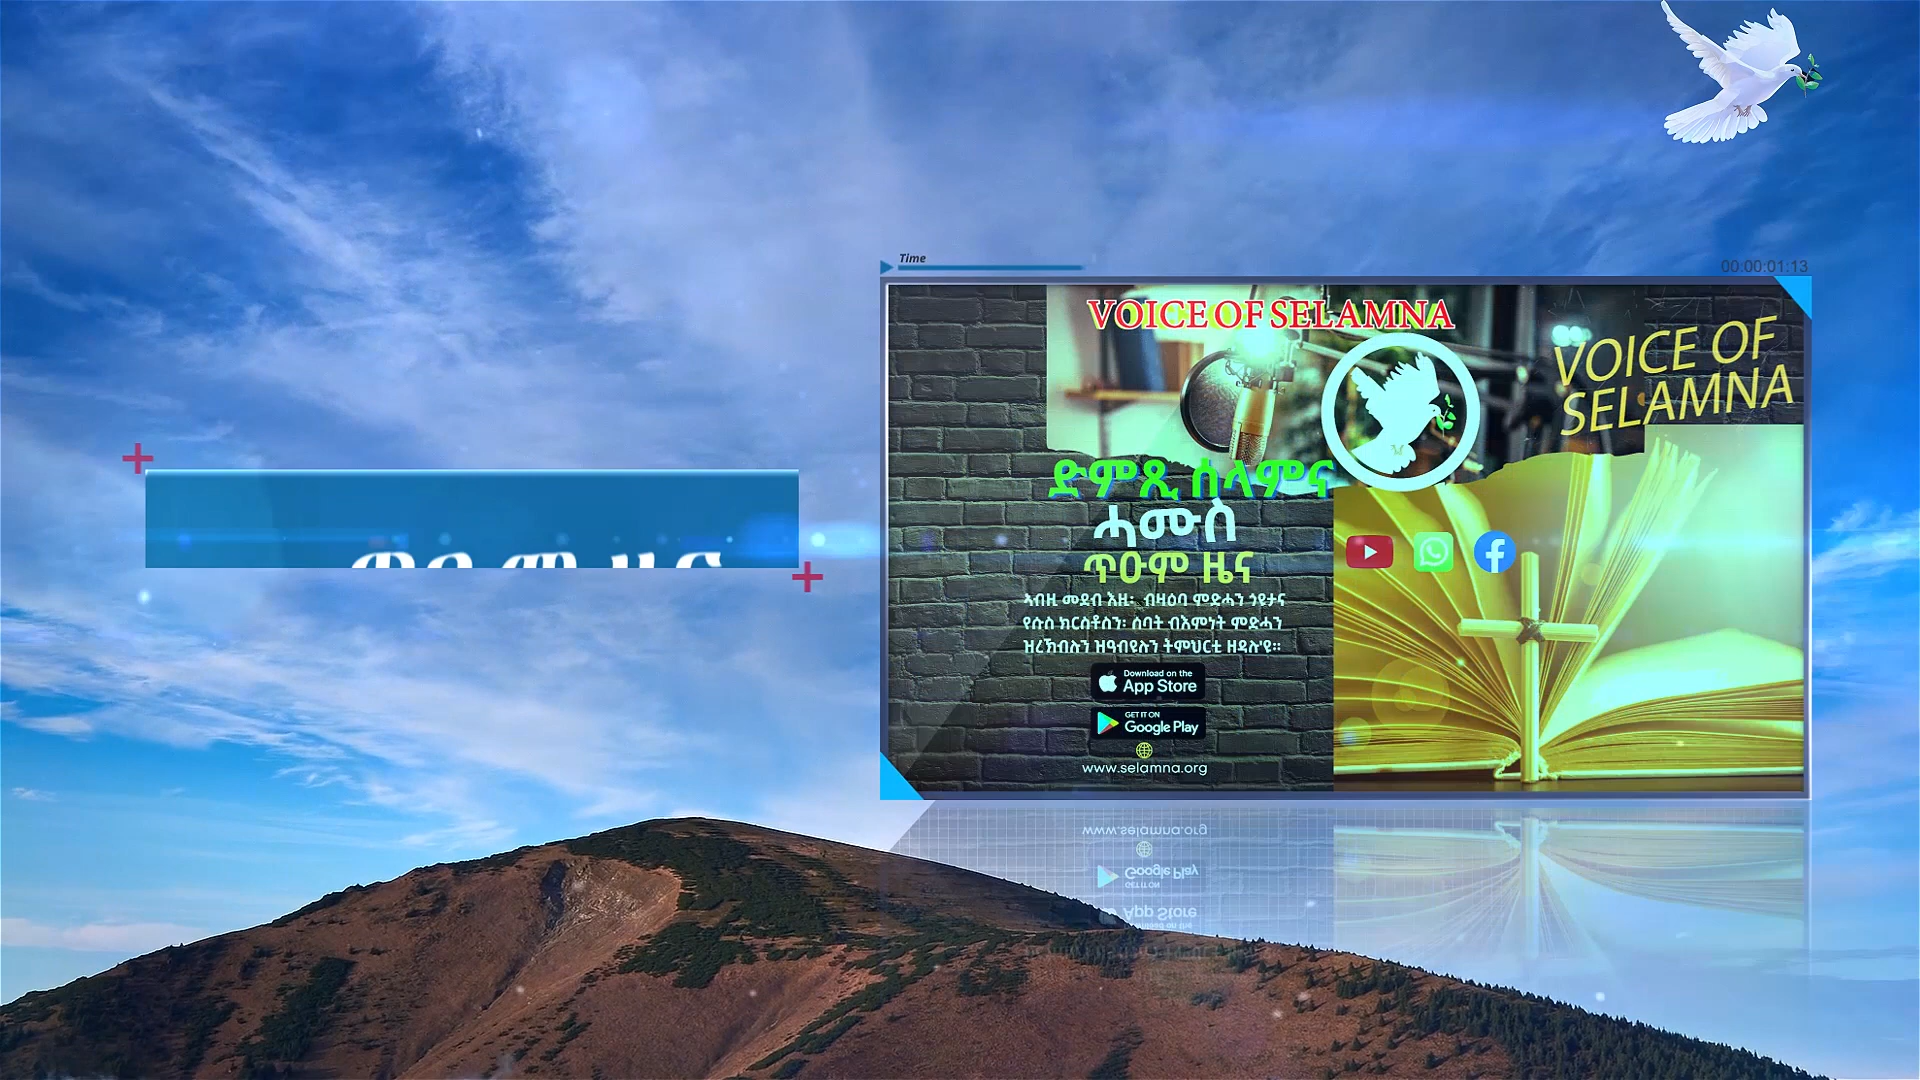 Time
00:00:01:13
VOICE OF SELAMNA
VOICE OF
SELAMNA
ድምጺ ሰላምና
ሓሙስ
ጥዑም ዜና
ኣብዚ መደብ እዚ፡ ብዛዕባ ምድሓን ጎይታና
የሱስ ክርስቶስን፡ ሰባት ብእምነት ምድሓን
ዝረኽብሉን ዝዓብዩሉን ትምህርቲ ዘዳሉ'ዩ።
Download on the
App Store
GET IT ON
Google Play
www.selamna.org